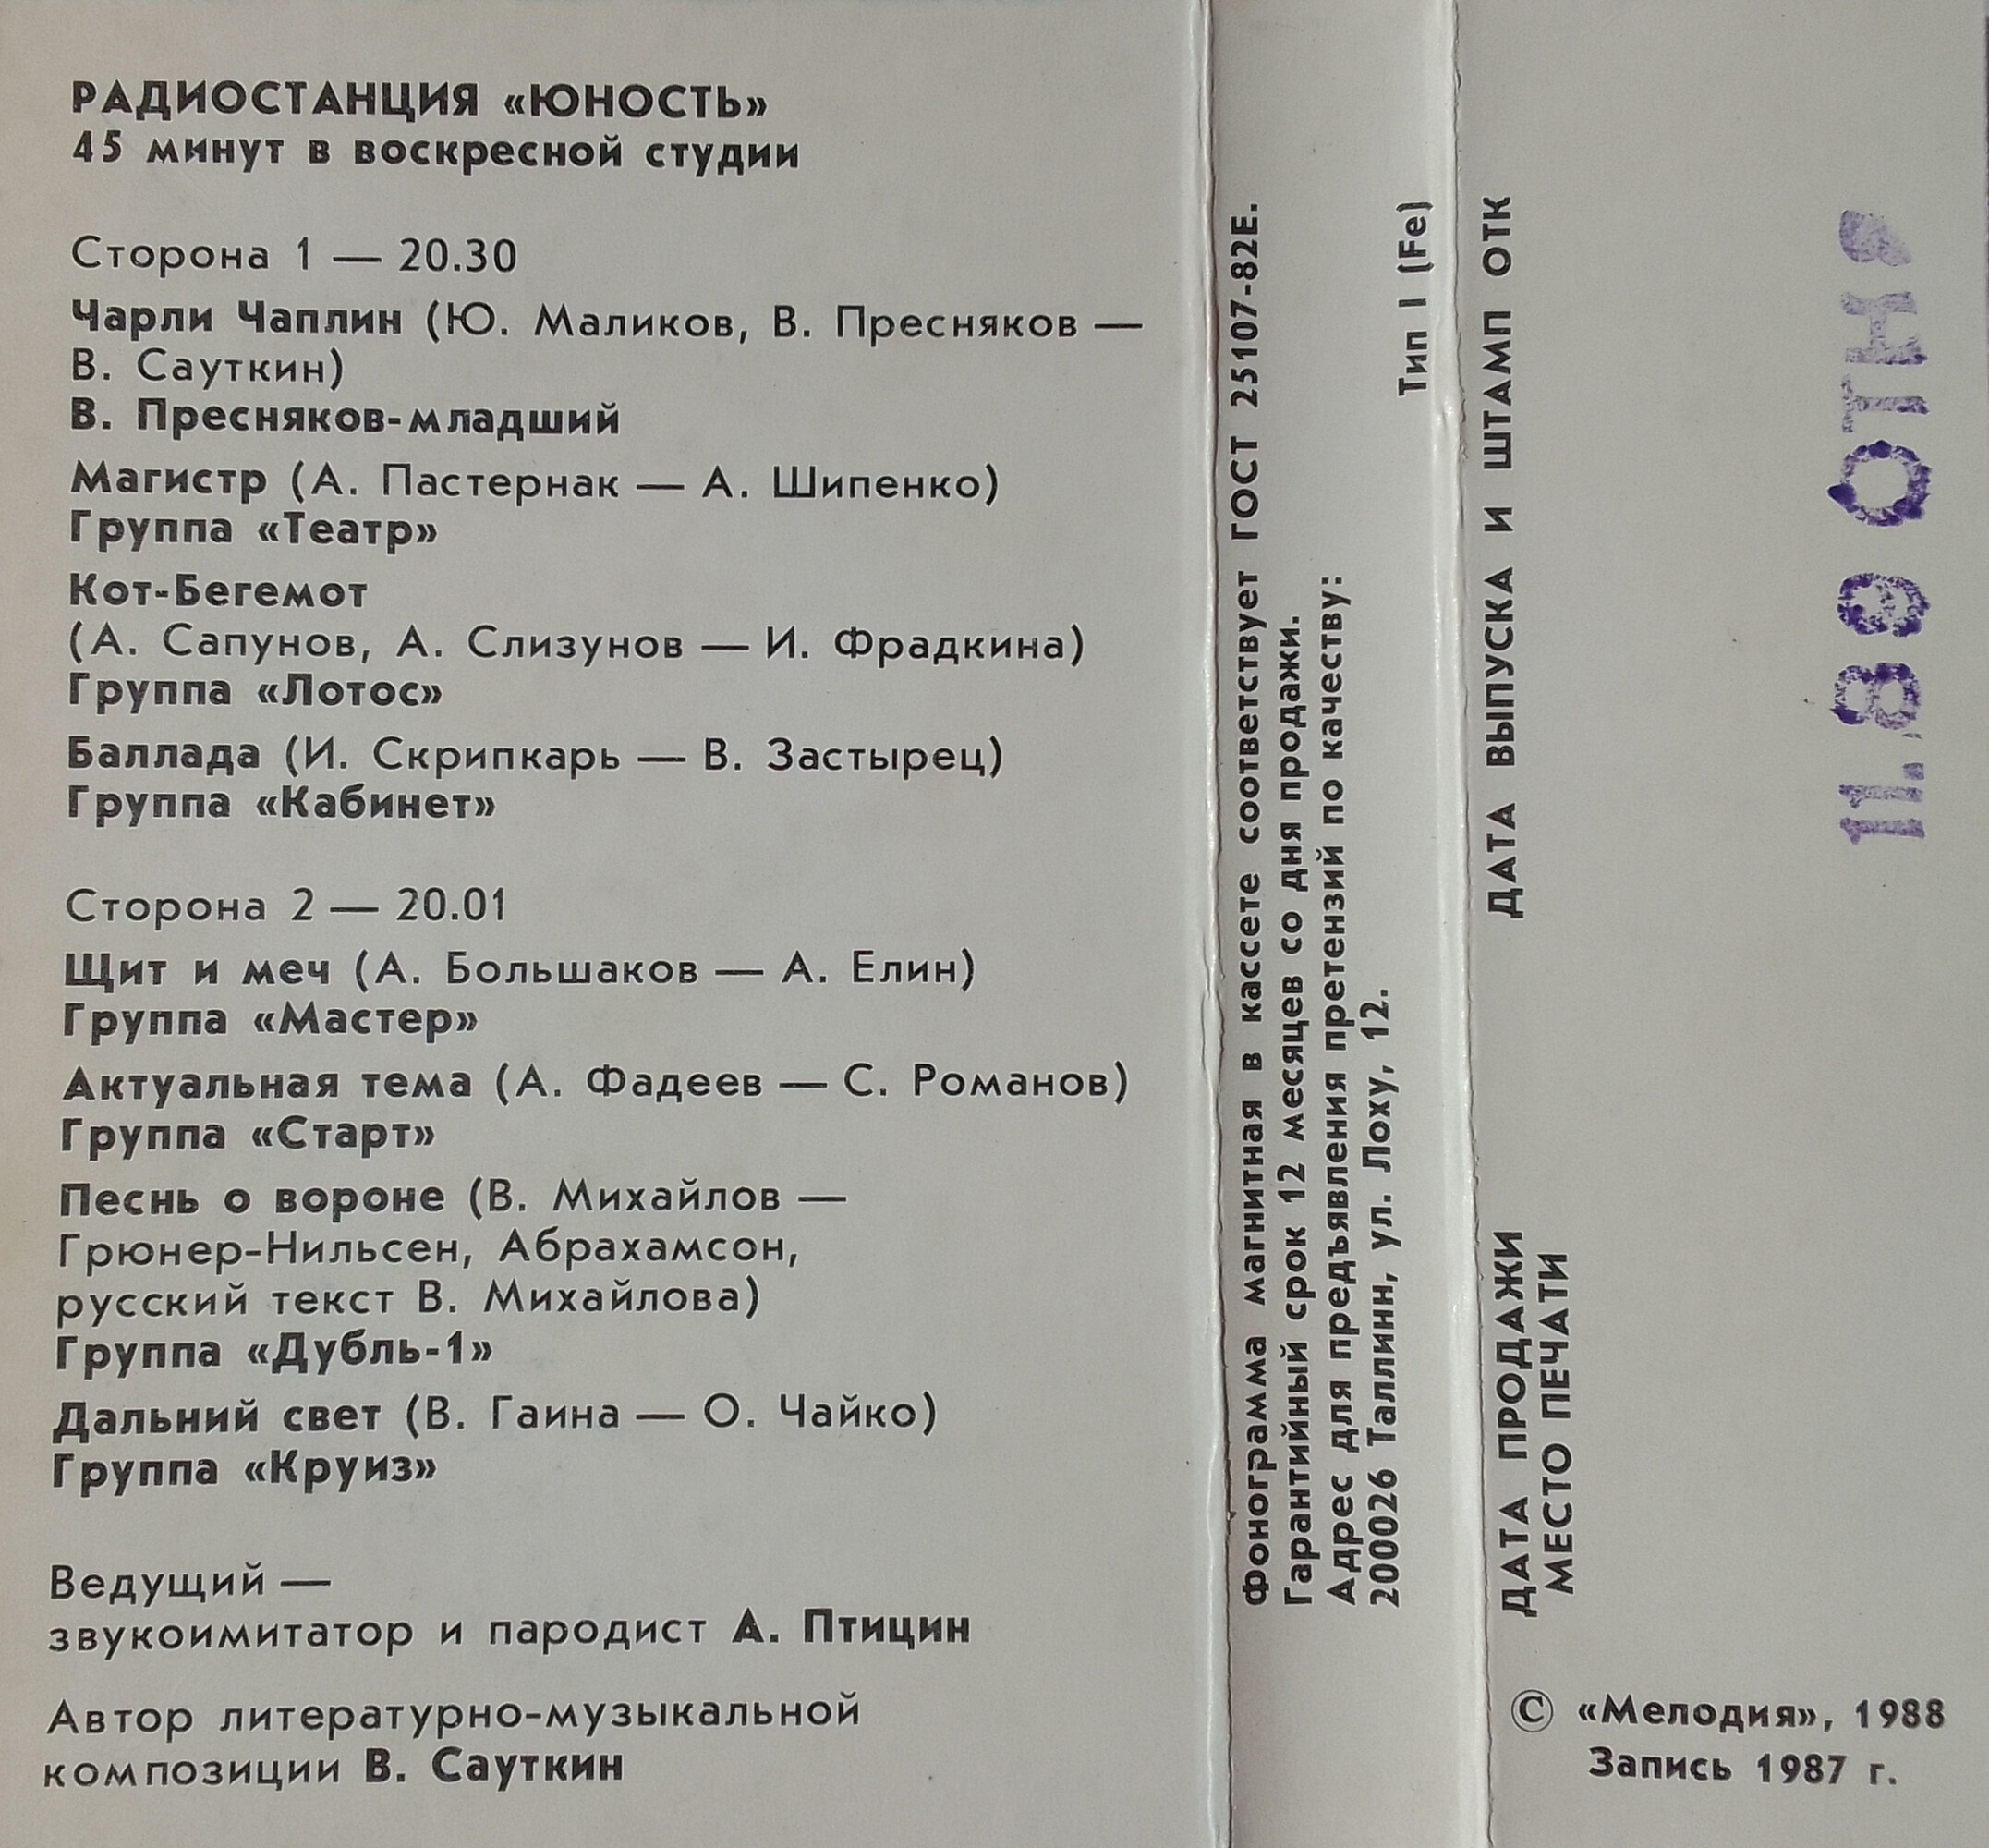 РАДИОСТАНЦИЯ «ЮНОСТЬ»
45 минут в воскресной студии
Сторона 1 — 20.30
Чарли Чаплин (Ю. Маликов, В. Пресняков —
В. Сауткин)
В. Пресняков-младший
Магистр (А. Пастернак — А. Шипенко)
Группа «Театр»
Кот-Бегемот
(А. Сапунов, А. Слизунов — И. Фрадкина)
Группа «Лотос»
Баллада (И. Скрипкарь — В. Застырец)
Группа «Кабинет»
Сторона 2 — 20.01
Щит и меч (А. Большаков — А. Елин)
Группа «Мастер»
Актуальная тема (А. Фадеев — С. Романов)
Группа «Старт»
Песнь о вороне (В. Михайлов —
Грюнер-Нильсен, Абрахамсон,
русский текст В. Михайлова)
Группа «Дубль-1»
Дальний свет (В. Гаина — О. Чайко)
Группа «Круиз»
Ведущий —
звукоимитатор и пародист А. Птицин
Автор литературно-музыкальной
композиции В. Сауткин
Фонограмма магнитная в кассете соответствует ГОСТ 25107-82Е.
Гарантийный срок 12 месяцев со дня продажи.
Адрес для предъявления претензий по качеству:
200026 Таллинн, ул. Лоху, 12.
Тип I (Fe)
ДАТА ВЫПУСКА И ШТАМП ОТК
ДАТА ПРОДАЖИ
МЕСТО ПЕЧАТИ
11.89
© «Мелодия», 1988
Запись 1987 г.